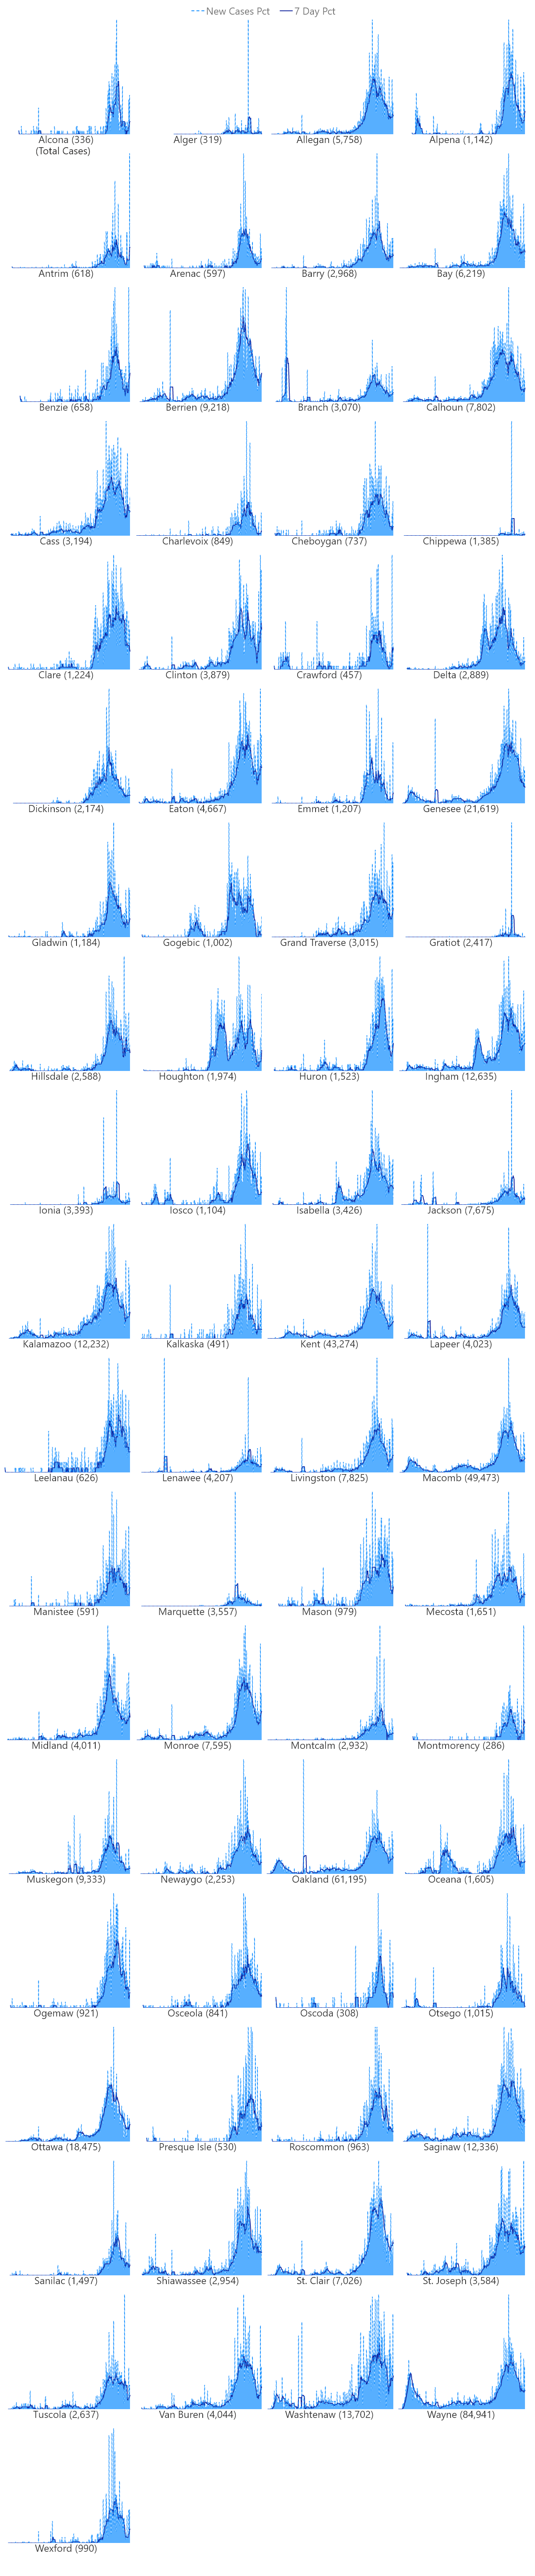 New Cases Pct 7 Day Pct
Alcona (336) Alger (319) Allegan (5,758) Alpena (1,142)
(Total Cases)
Antrim (618) Arenac (597) Barry (2,968) Bay (6,219)
Benzie (658) Berrien (9,218) Branch (3,070) Calhoun (7,802)
Cass (3,194) Charlevoix (849) Cheboygan (737) Chippewa (1,385)
Clare (1,224) Clinton (3,879) Crawford (457) Delta (2,889)
Dickinson (2,174) Eaton (4,667) Emmet (1,207) Genesee (21,619)
Gladwin (1,184) Gogebic (1,002) Grand Traverse (3,015) Gratiot (2,417)
Hillsdale (2,588) Houghton (1,974) Huron (1,523) Ingham (12,635)
Ionia (3,393) Iosco (1,104) Isabella (3,426) Jackson (7,675)
Kalamazoo (12,232) Kalkaska (491) Kent (43,274) Lapeer (4,023)
Leelanau (626) Lenawee (4,207) Livingston (7,825) Macomb (49,473)
Manistee (591) Marquette (3,557) Mason (979) Mecosta (1,651)
Midland (4,011) Monroe (7,595) Montcalm (2,932) Montmorency (286)
Muskegon (9,333) Newaygo (2,253) Oakland (61,195) Oceana (1,605)
Ogemaw (921) Osceola (841) Oscoda (308) Otsego (1,015)
Ottawa (18,475) Presque Isle (530) Roscommon (963) Saginaw (12,336)
Sanilac (1,497) Shiawassee (2,954) St. Clair (7,026) St. Joseph (3,584)
Tuscola (2,637) Van Buren (4,044) Washtenaw (13,702) Wayne (84,941)
Wexford (990)